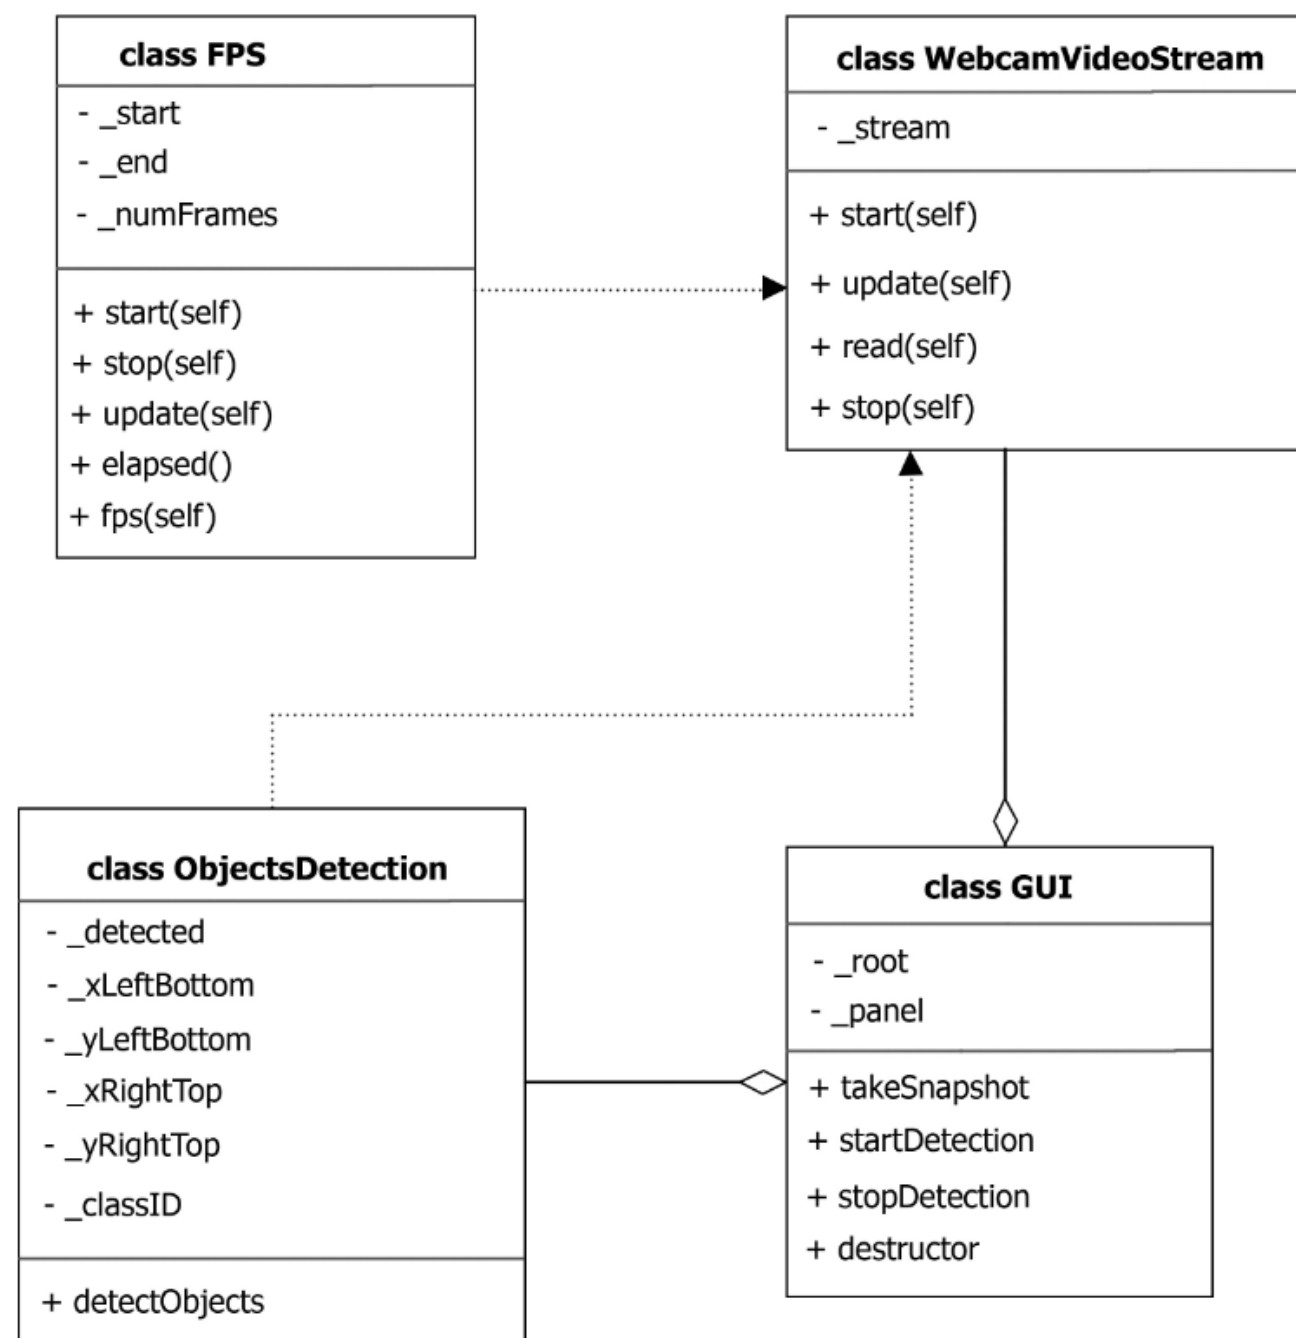 class FPS
- _start
- _end
- _numFrames
+ start(self)
+ stop(self)
+ update(self)
+ elapsed()
+ fps(self)
class WebcamVideoStream
- _stream
+ start(self)
+ update(self)
+ read(self)
+ stop(self)
class ObjectsDetection
- _detected
- _xLeftBottom
- _yLeftBottom
- _xRightTop
- _yRightTop
- _classID
+ detectObjects
class GUI
- _root
- _panel
+ takeSnapshot
+ startDetection
+ stopDetection
+ destructor